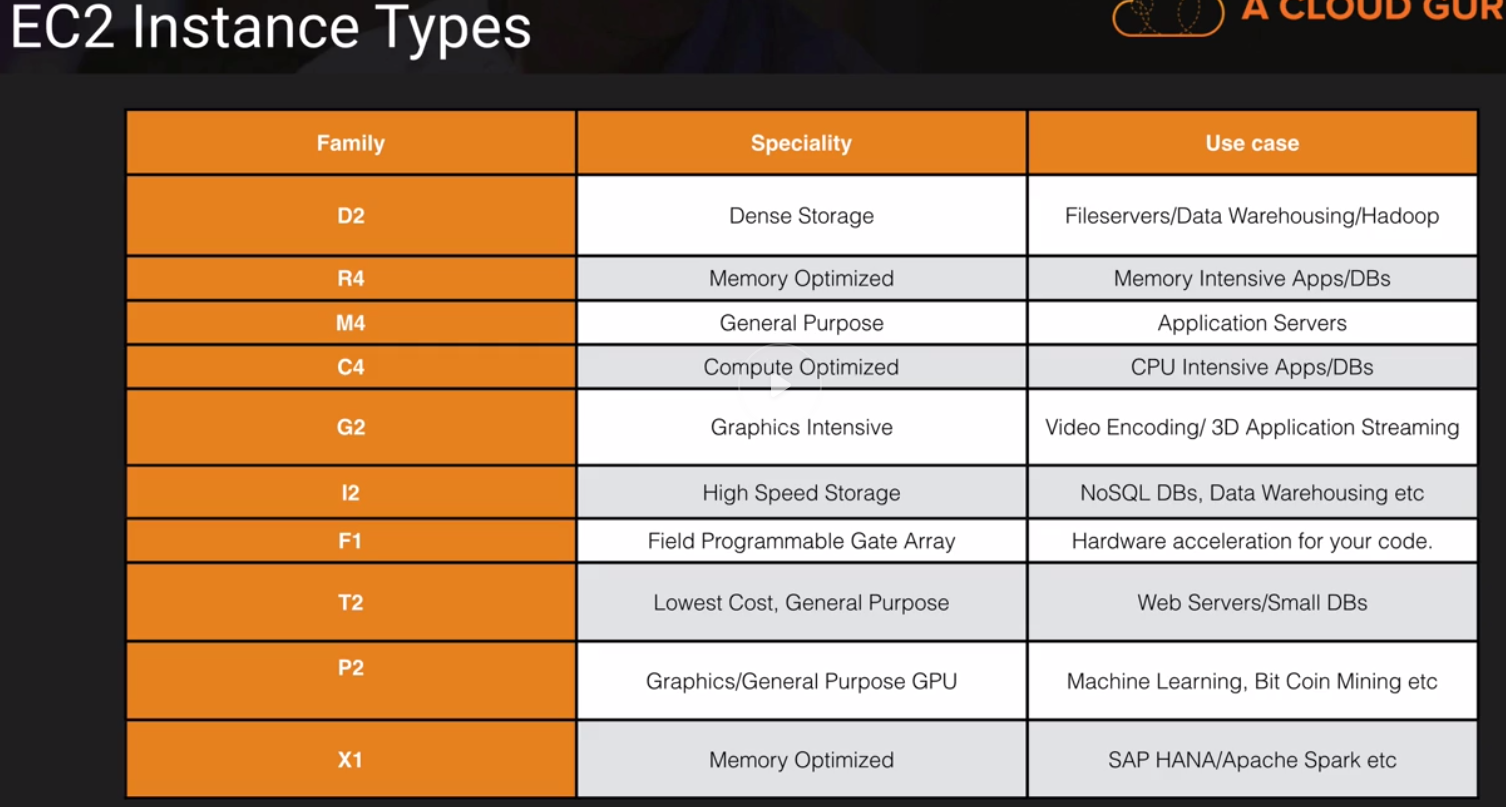 EC2 Instance Types
A CLOUD GUR
Family Speciality Use case
D2 Dense Storage Fileservers/Data Warehousing/Hadoop
R4 Memory Optimized Memory Intensive Apps/DBs
M4 General Purpose Application Servers
C4 Compute Optimized CPU Intensive Apps/DBs
G2 Graphics Intensive Video Encoding/ 3D Application Streaming
I2 High Speed Storage NoSQL DBs, Data Warehousing etc
F1 Field Programmable Gate Array Hardware acceleration for your code.
T2 Lowest Cost, General Purpose Web Servers/Small DBs
P2 Graphics/General Purpose GPU Machine Learning, Bit Coin Mining etc
X1 Memory Optimized SAP HANA/Apache Spark etc